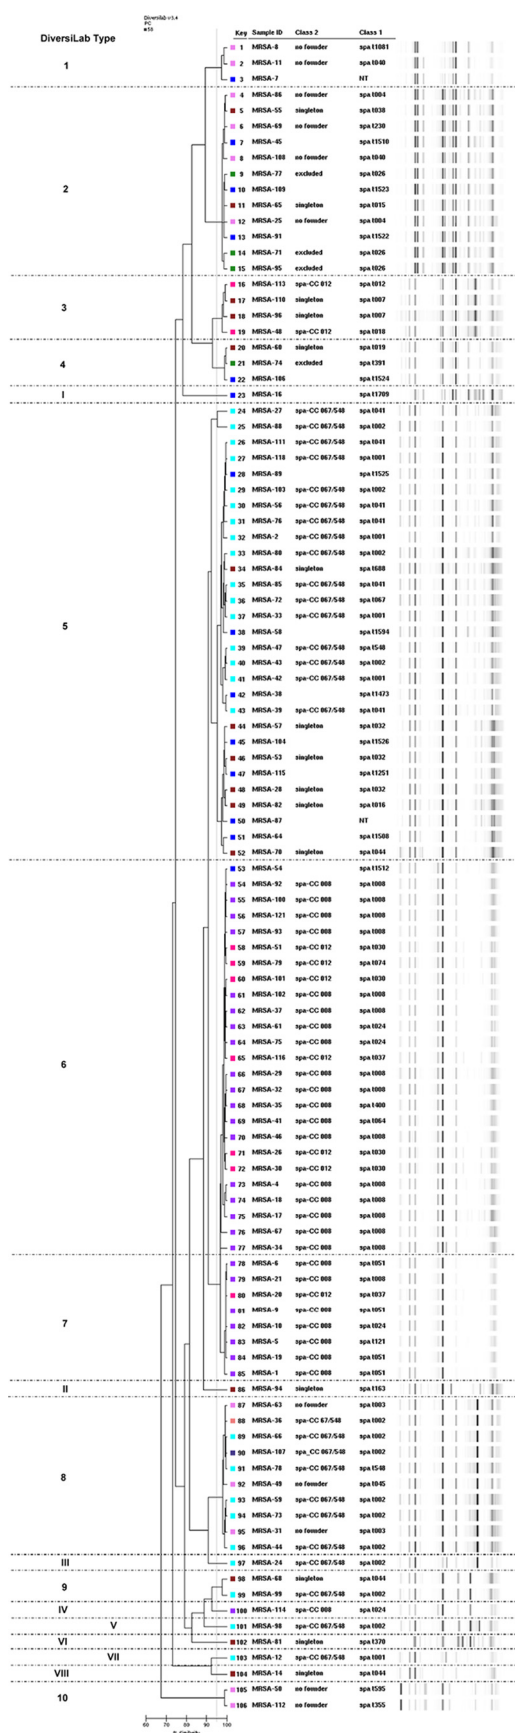 DiversiLab v3.4
PC
#58
DiversiLab Type
Key Sample ID Class 2 Class 1
1
1 MRSA-8 no founder spa.t1081
2 MRSA-11 no founder spa.t040
3 MRSA-7 NT
2
4 MRSA-86 no founder spa.t004
5 MRSA-55 singleton spa.t038
6 MRSA-69 no founder spa.t230
7 MRSA-45 spa.t1510
8 MRSA-108 no founder spa.t040
9 MRSA-77 excluded spa.t026
10 MRSA-109 spa.t1523
11 MRSA-65 singleton spa.t015
12 MRSA-25 no founder spa.t004
13 MRSA-91 spa.t1522
14 MRSA-71 excluded spa.t026
15 MRSA-95 excluded spa.t026
3
16 MRSA-113 spa-CC 012 spa.t012
17 MRSA-110 singleton spa.t007
18 MRSA-96 singleton spa.t007
19 MRSA-48 spa-CC 012 spa.t018
4
20 MRSA-60 singleton spa.t019
21 MRSA-74 excluded spa.t391
22 MRSA-106 spa.t1524
I
23 MRSA-16 spa.t1709
5
24 MRSA-27 spa-CC 067/548 spa.t041
25 MRSA-88 spa-CC 067/548 spa.t002
26 MRSA-111 spa-CC 067/548 spa.t041
27 MRSA-118 spa-CC 067/548 spa.t001
28 MRSA-89 spa.t1525
29 MRSA-103 spa-CC 067/548 spa.t002
30 MRSA-56 spa-CC 067/548 spa.t041
31 MRSA-76 spa-CC 067/548 spa.t041
32 MRSA-2 spa-CC 067/548 spa.t001
33 MRSA-80 spa-CC 067/548 spa.t002
34 MRSA-84 singleton spa.t688
35 MRSA-85 spa-CC 067/548 spa.t041
36 MRSA-72 spa-CC 067/548 spa.t067
37 MRSA-33 spa-CC 067/548 spa.t001
38 MRSA-58 spa.t1594
39 MRSA-47 spa-CC 067/548 spa.t548
40 MRSA-43 spa-CC 067/548 spa.t002
41 MRSA-42 spa-CC 067/548 spa.t001
42 MRSA-38 spa.t1473
43 MRSA-39 spa-CC 067/548 spa.t041
44 MRSA-57 singleton spa.t032
45 MRSA-104 spa.t1526
46 MRSA-53 singleton spa.t032
47 MRSA-115 spa.t1251
48 MRSA-28 singleton spa.t032
49 MRSA-82 singleton spa.t016
50 MRSA-87 NT
51 MRSA-64 spa.t1508
52 MRSA-70 singleton spa.t044
6
53 MRSA-54 spa.t1512
54 MRSA-92 spa-CC 008 spa.t008
55 MRSA-100 spa-CC 008 spa.t008
56 MRSA-121 spa-CC 008 spa.t008
57 MRSA-93 spa-CC 008 spa.t008
58 MRSA-51 spa-CC 012 spa.t030
59 MRSA-79 spa-CC 012 spa.t074
60 MRSA-101 spa-CC 012 spa.t030
61 MRSA-102 spa-CC 008 spa.t008
62 MRSA-37 spa-CC 008 spa.t008
63 MRSA-61 spa-CC 008 spa.t024
64 MRSA-75 spa-CC 008 spa.t024
65 MRSA-116 spa-CC 012 spa.t037
66 MRSA-29 spa-CC 008 spa.t008
67 MRSA-32 spa-CC 008 spa.t008
68 MRSA-35 spa-CC 008 spa.t400
69 MRSA-41 spa-CC 008 spa.t064
70 MRSA-46 spa-CC 008 spa.t008
71 MRSA-26 spa-CC 012 spa.t030
72 MRSA-30 spa-CC 012 spa.t030
73 MRSA-4 spa-CC 008 spa.t008
74 MRSA-18 spa-CC 008 spa.t008
75 MRSA-17 spa-CC 008 spa.t008
76 MRSA-67 spa-CC 008 spa.t008
77 MRSA-34 spa-CC 008 spa.t008
7
78 MRSA-6 spa-CC 008 spa.t051
79 MRSA-21 spa-CC 008 spa.t008
80 MRSA-20 spa-CC 012 spa.t037
81 MRSA-9 spa-CC 008 spa.t051
82 MRSA-10 spa-CC 008 spa.t024
83 MRSA-5 spa-CC 008 spa.t121
84 MRSA-19 spa-CC 008 spa.t051
85 MRSA-1 spa-CC 008 spa.t051
II
86 MRSA-94 singleton spa.t163
8
87 MRSA-63 no founder spa.t003
88 MRSA-36 spa-CC 67/548 spa.t002
89 MRSA-66 spa-CC 067/548 spa.t002
90 MRSA-107 spa_CC 067/548 spa.t002
91 MRSA-78 spa-CC 067/548 spa.t548
92 MRSA-49 no founder spa.t045
93 MRSA-59 spa-CC 067/548 spa.t002
94 MRSA-73 spa-CC 067/548 spa.t002
95 MRSA-31 no founder spa.t003
96 MRSA-44 spa-CC 067/548 spa.t002
III
97 MRSA-24 spa-CC 067/548 spa.t002
9
98 MRSA-68 singleton spa.t044
99 MRSA-99 spa-CC 067/548 spa.t002
IV
100 MRSA-114 spa-CC 008 spa.t024
V
101 MRSA-98 spa-CC 067/548 spa.t002
VI
102 MRSA-81 singleton spa.t370
VII
103 MRSA-12 spa-CC 067/548 spa.t001
VIII
104 MRSA-14 singleton spa.t044
10
105 MRSA-50 no founder spa.t595
106 MRSA-112 no founder spa.t355
60 70 80 90 100